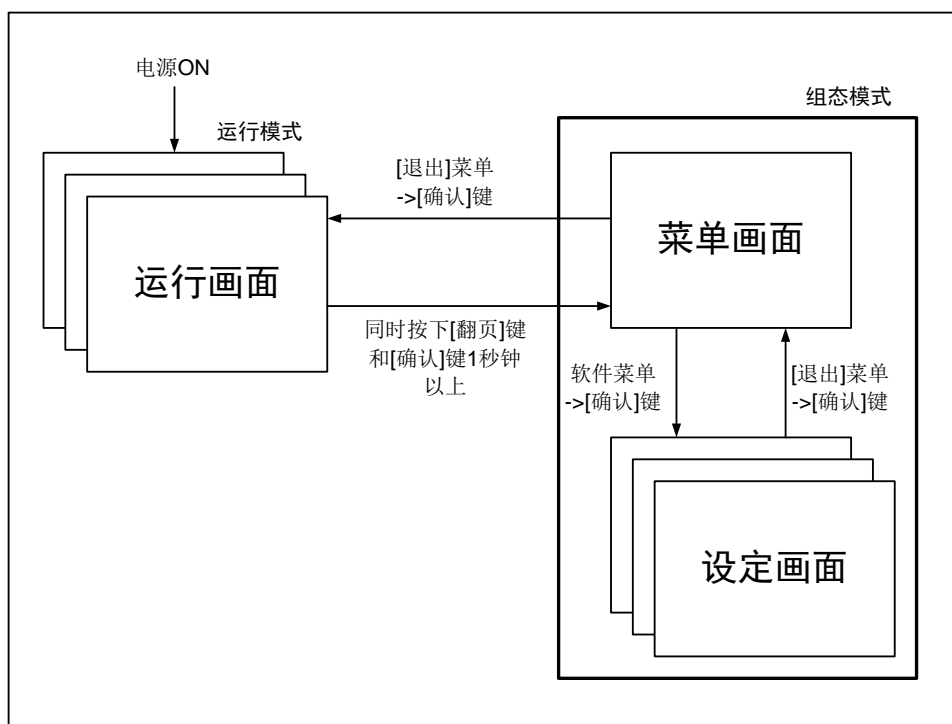 电源ON
组态模式
运行模式
[退出]菜单
->[确认]键
菜单画面
运行画面
同时按下[翻页]键
和[确认]键1秒钟
以上
软件菜单
->[确认]键
[退出]菜单
->[确认]键
设定画面